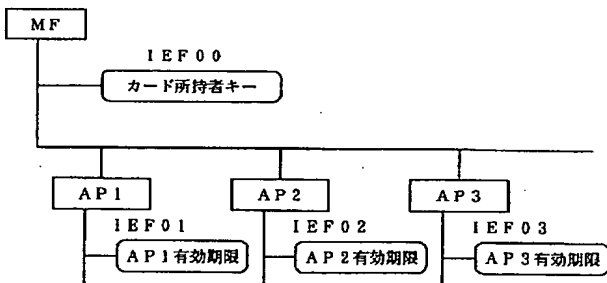 MF
IEF00
カード所持者キー
AP1
AP2
AP3
IEF01
IEF02
IEF03
AP1有効期限
AP2有効期限
AP3有効期限